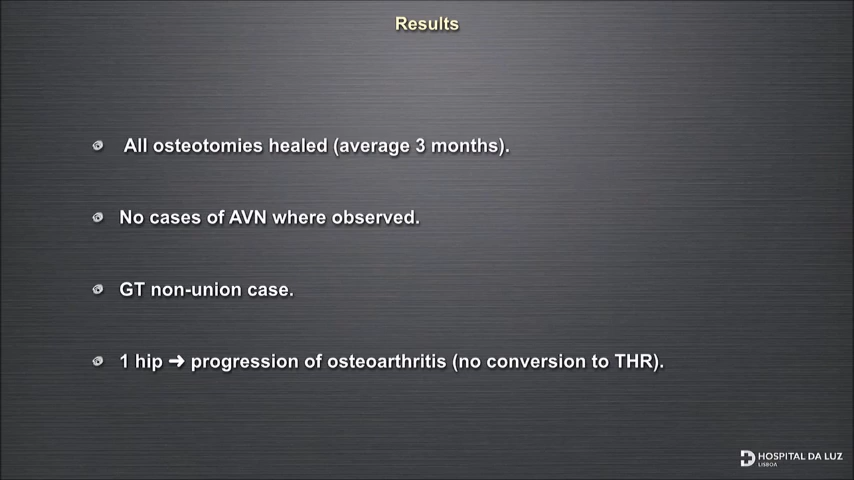 Results
All osteotomies healed (average 3 months).
No cases of AVN where observed.
GT non-union case.
1 hip ➜ progression of osteoarthritis (no conversion to THR).
HOSPITAL DA LUZ
LISBOA